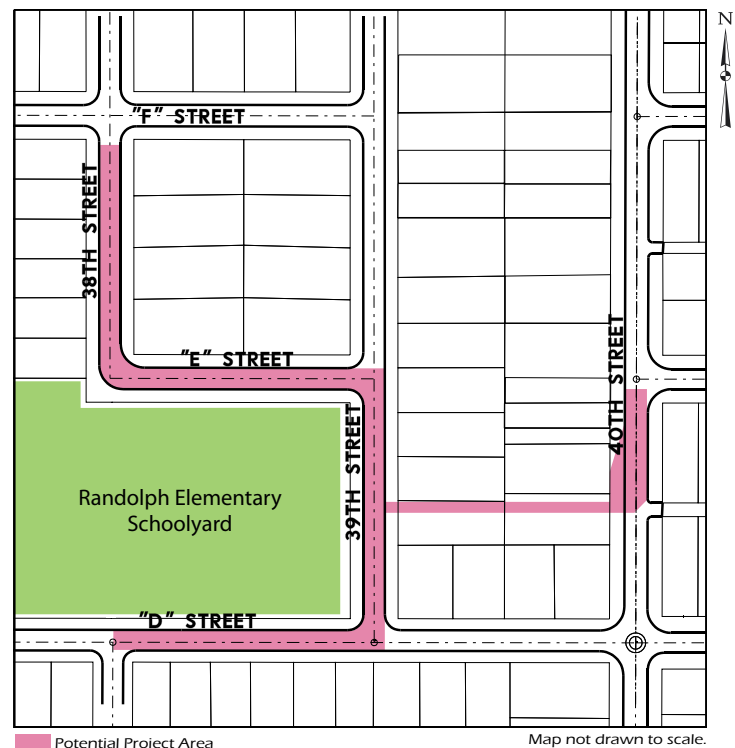 N
"F" STREET
38TH STREET
"E" STREET
40TH STREET
39TH STREET
Randolph Elementary
Schoolyard
"D" STREET
Potential Project Area
Map not drawn to scale.